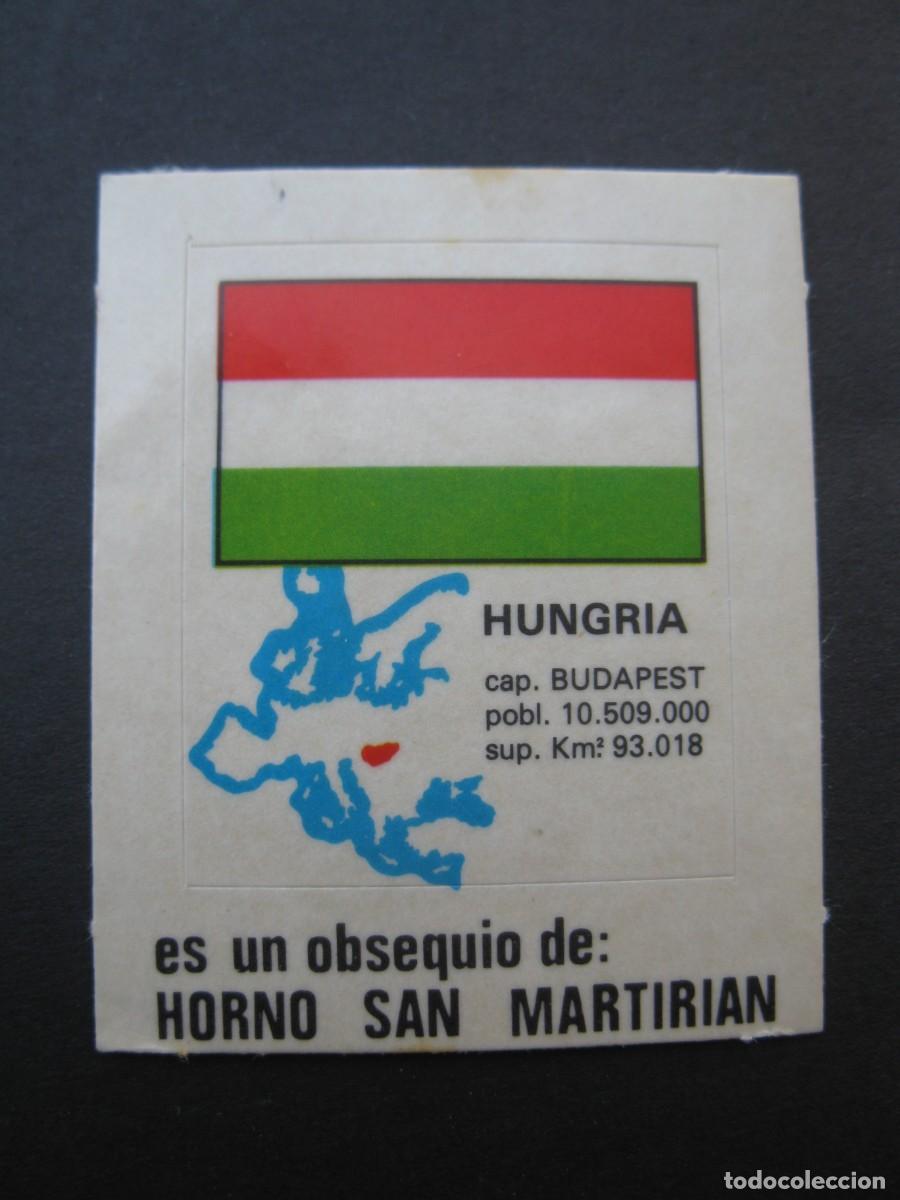 HUNGRIA
cap. BUDAPEST
pobl. 10.509.000
sup. Km² 93.018
es un obsequio de:
HORNO SAN MARTIRIAN
todocoleccion